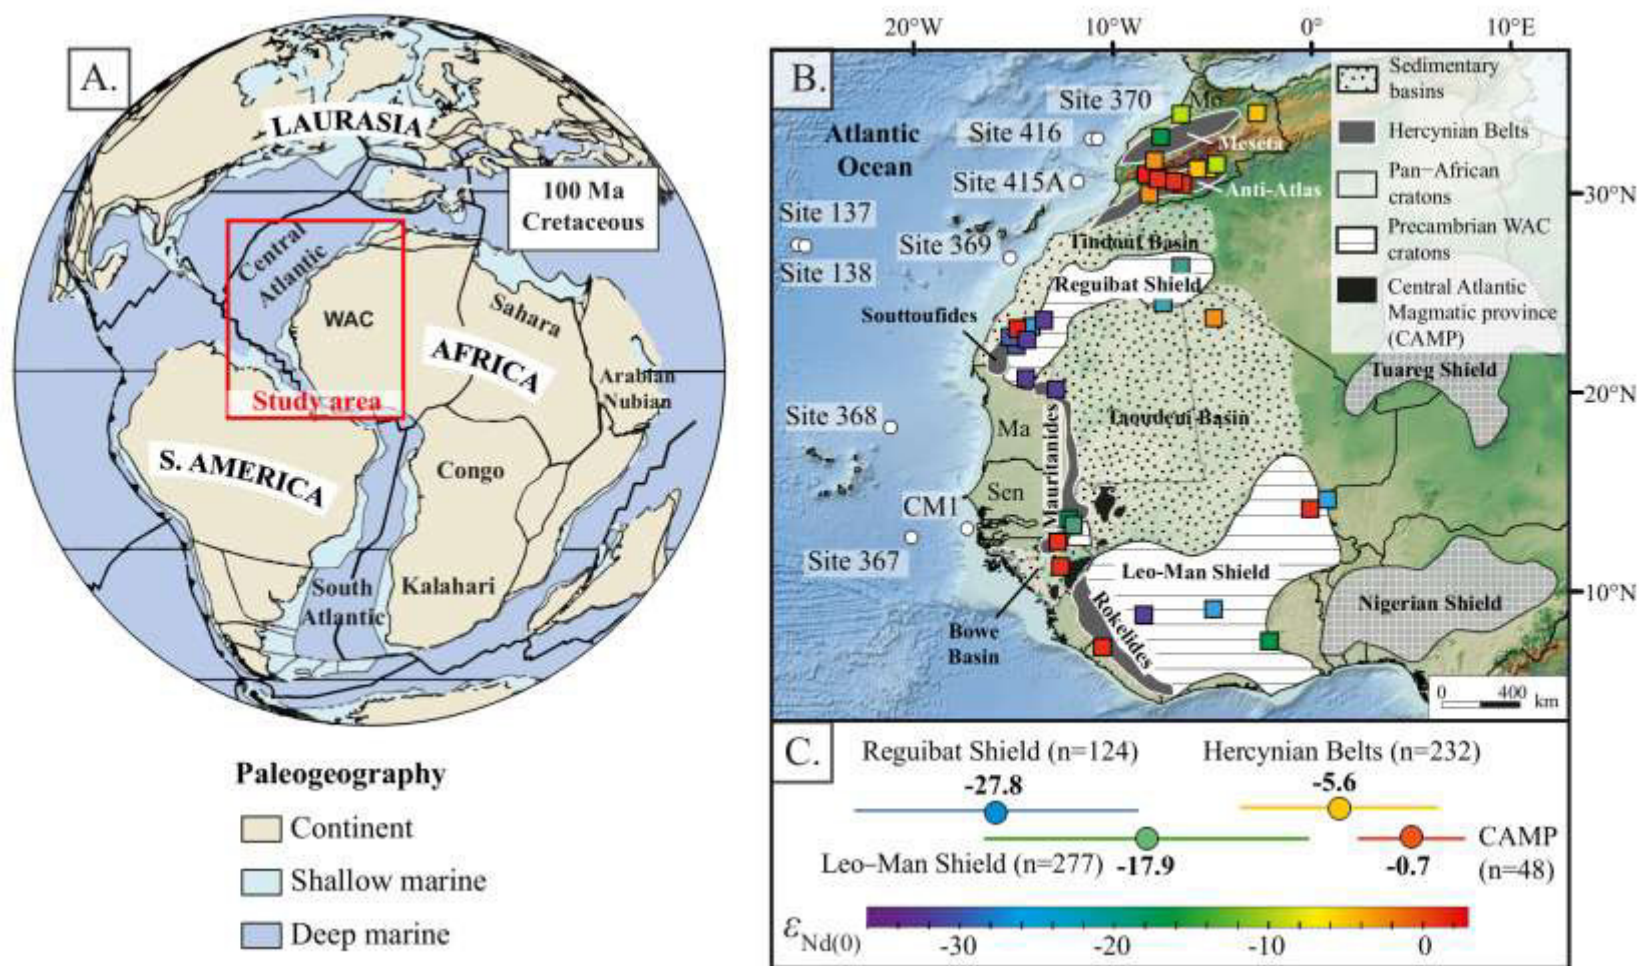 A.
LAURASIA
100 Ma
Cretaceous
Central
Atlantic
WAC
Sahara
AFRICA
Arabian
Nubian
Study area
S. AMERICA
Congo
South
Atlantic
Kalahari
Paleogeography
Continent
Shallow marine
Deep marine
20°W
10°W
0°
10°E
B.
Site 370
Mo
Atlantic
Ocean
Site 416
Meseta
Site 415A
Anti-Atlas
Site 137
Site 138
Site 369
Tindouf Basin
Reguibat Shield
Souttoufides
Sedimentary
basins
Hercynian Belts
Pan-African
cratons
Precambrian WAC
cratons
Central Atlantic
Magmatic province
(CAMP)
30°N
Tuareg Shield
20°N
Site 368
Ma
Mauritanides
Taoudeni Basin
Sen
CM1
Site 367
Leo-Man Shield
Nigerian Shield
10°N
Bowe
Basin
Rokelides
0 400
km
C.
Reguibat Shield (n=124)
Hercynian Belts (n=232)
-27.8
-5.6
Leo–Man Shield (n=277)
-17.9
-0.7
CAMP
(n=48)
εNd(0)
-30
-20
-10
0